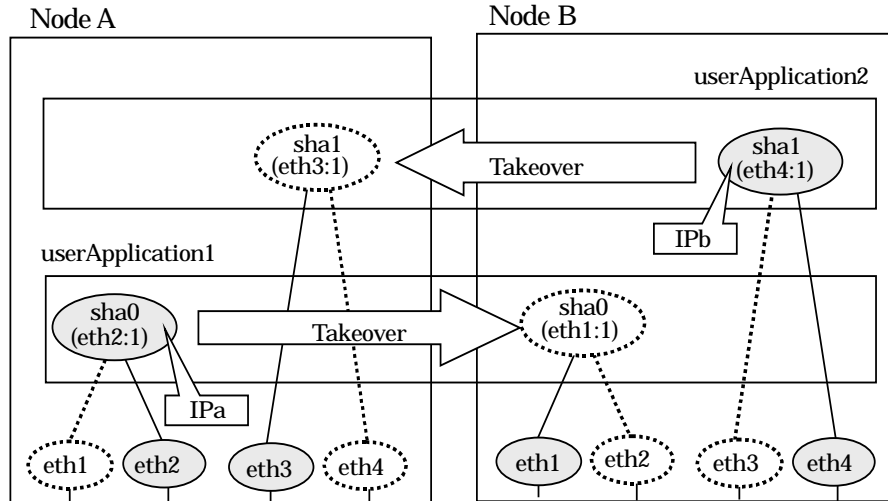 Node A
Node B
userApplication2
sha1
(eth3:1)
Takeover
sha1
(eth4:1)
IPb
userApplication1
sha0
(eth2:1)
Takeover
sha0
(eth1:1)
IPa
eth1
eth2
eth3
eth4
eth1
eth2
eth3
eth4